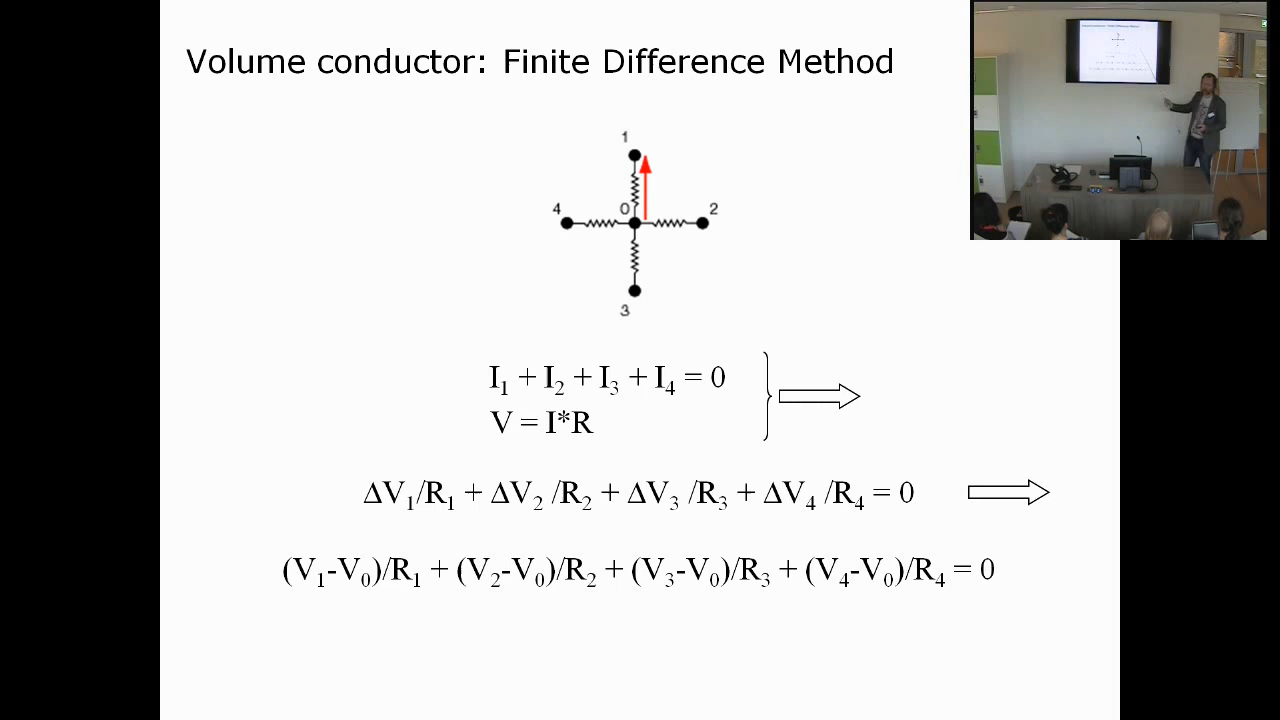 Volume conductor: Finite Difference Method
1
4 0 2
3
I₁ + I₂ + I₃ + I₄ = 0
V = I*R
ΔV₁/R₁ + ΔV₂ /R₂ + ΔV₃ /R₃ + ΔV₄ /R₄ = 0
(V₁-V₀)/R₁ + (V₂-V₀)/R₂ + (V₃-V₀)/R₃ + (V₄-V₀)/R₄ = 0